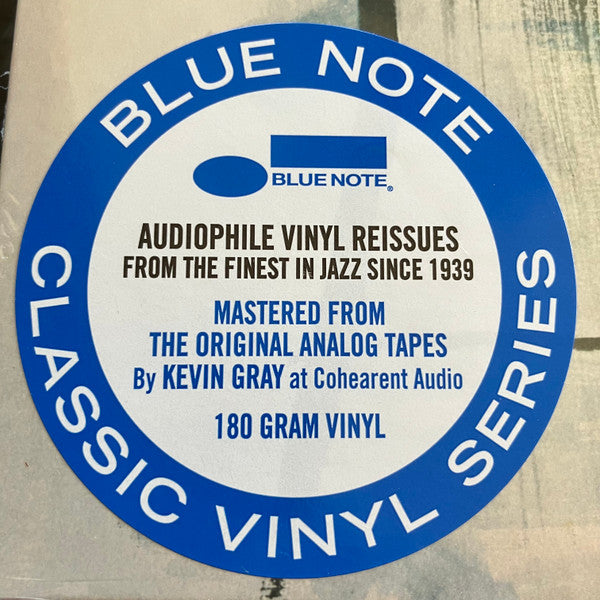 BLUE NOTE
BLUE NOTE®
AUDIOPHILE VINYL REISSUES
FROM THE FINEST IN JAZZ SINCE 1939
MASTERED FROM
THE ORIGINAL ANALOG TAPES
By KEVIN GRAY at Cohearent Audio
180 GRAM VINYL
CLASSIC VINYL SERIES